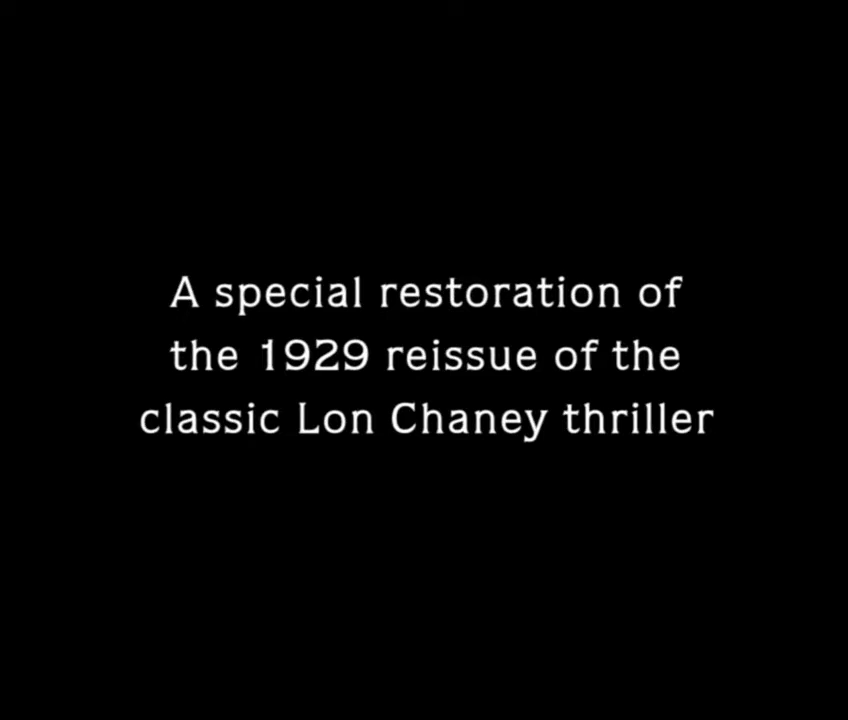 A special restoration of
the 1929 reissue of the
classic Lon Chaney thriller